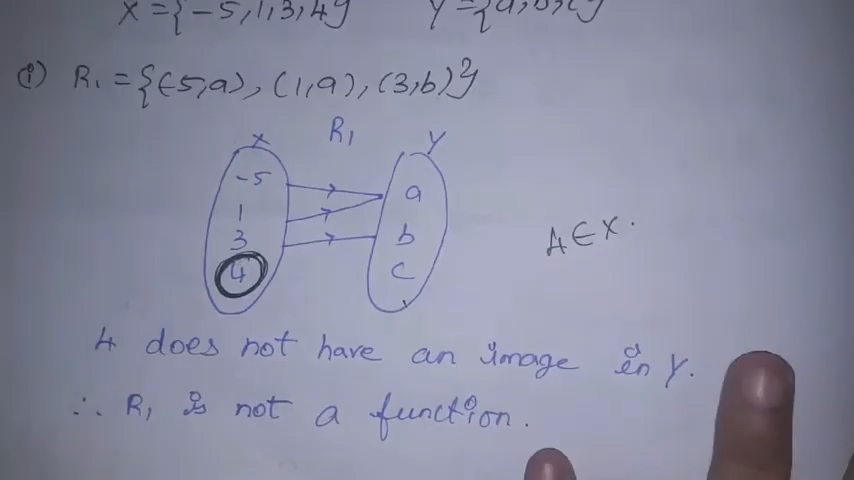 X = {-5, 1, 3, 4} Y = {a, b, c}
(i) R₁ = {(-5, a), (1, a), (3, b)}
X R₁ Y
-5 a
1
3 b
4 c
4 ∈ X.
4 does not have an image in Y.
∴ R₁ is not a function.